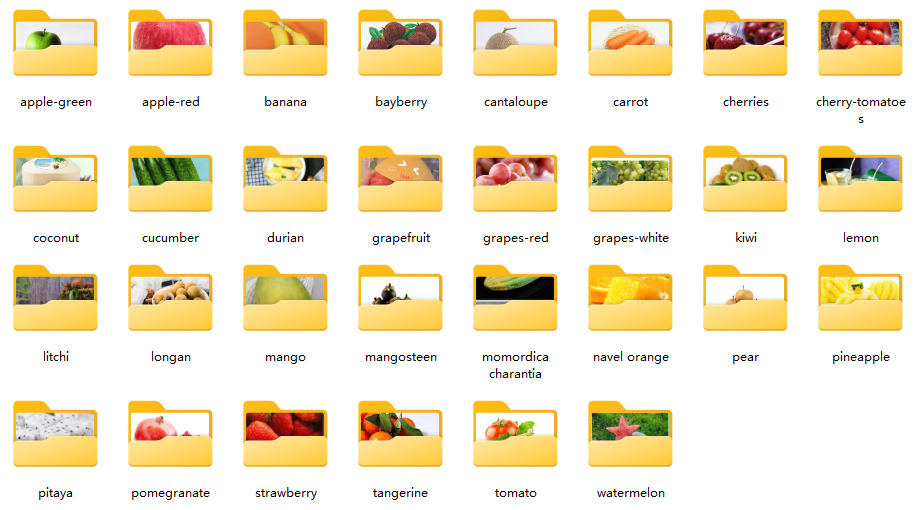 apple-green
apple-red
banana
bayberry
cantaloupe
carrot
cherries
cherry-tomatoe
s
coconut
cucumber
durian
grapefruit
grapes-red
grapes-white
kiwi
lemon
litchi
longan
mango
mangosteen
momordica
charantia
navel orange
pear
pineapple
pitaya
pomegranate
strawberry
tangerine
tomato
watermelon